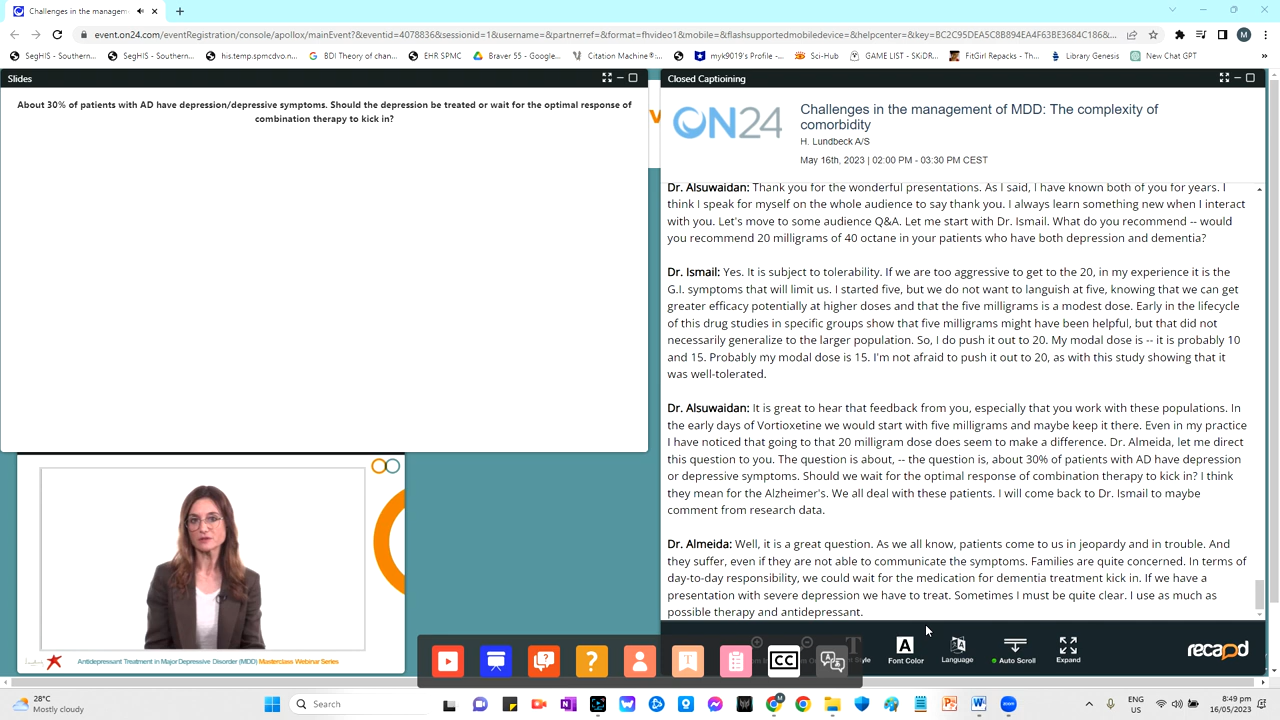 Challenges in the managem
event.on24.com/eventRegistration/console/apollox/mainEvent?&eventid=4078836&sessionid=1&username=&partnerref=&format=fhvideo1&mobile=&flashsupportedmobiledevice=&helpcenter=&key=BC2C95DEA5C8B894EA4F63BE3684C186&...
M
SegHIS - Southern...
SegHIS - Southern...
his.temp.spmcdvo.n...
BDI Theory of chan...
EHR SPMC
Braver 55 - Google...
Citation Machine®:...
myk9019's Profile -...
Sci-Hub
GAME LIST - SKiDR...
FitGirl Repacks - Th...
Library Genesis
New Chat GPT
»
Slides
About 30% of patients with AD have depression/depressive symptoms. Should the depression be treated or wait for the optimal response of
combination therapy to kick in?
Closed Captioining
ON24
Challenges in the management of MDD: The complexity of
comorbidity
H. Lundbeck A/S
May 16th, 2023 | 02:00 PM - 03:30 PM CEST
Dr. Alsuwaidan: Thank you for the wonderful presentations. As I said, I have known both of you for years. I
think I speak for myself on the whole audience to say thank you. I always learn something new when I interact
with you. Let's move to some audience Q&A. Let me start with Dr. Ismail. What do you recommend -- would
you recommend 20 milligrams of 40 octane in your patients who have both depression and dementia?
Dr. Ismail: Yes. It is subject to tolerability. If we are too aggressive to get to the 20, in my experience it is the
G.I. symptoms that will limit us. I started five, but we do not want to languish at five, knowing that we can get
greater efficacy potentially at higher doses and that the five milligrams is a modest dose. Early in the lifecycle
of this drug studies in specific groups show that five milligrams might have been helpful, but that did not
necessarily generalize to the larger population. So, I do push it out to 20. My modal dose is -- it is probably 10
and 15. Probably my modal dose is 15. I'm not afraid to push it out to 20, as with this study showing that it
was well-tolerated.
Dr. Alsuwaidan: It is great to hear that feedback from you, especially that you work with these populations. In
the early days of Vortioxetine we would start with five milligrams and maybe keep it there. Even in my practice
I have noticed that going to that 20 milligram dose does seem to make a difference. Dr. Almeida, let me direct
this question to you. The question is about, -- the question is, about 30% of patients with AD have depression
or depressive symptoms. Should we wait for the optimal response of combination therapy to kick in? I think
they mean for the Alzheimer's. We all deal with these patients. I will come back to Dr. Ismail to maybe
comment from research data.
Dr. Almeida: Well, it is a great question. As we all know, patients come to us in jeopardy and in trouble. And
they suffer, even if they are not able to communicate the symptoms. Families are quite concerned. In terms of
day-to-day responsibility, we could wait for the medication for dementia treatment kick in. If we have a
presentation with severe depression we have to treat. Sometimes I must be quite clear. I use as much as
possible therapy and antidepressant.
Antidepressant Treatment in Major Depressive Disorder (MDD) Masterclass Webinar Series
CC
Font Color
Language
Auto Scroll
Expand
recapd
28°C
Mostly cloudy
Search
ENG
US
8:49 pm
16/05/2023